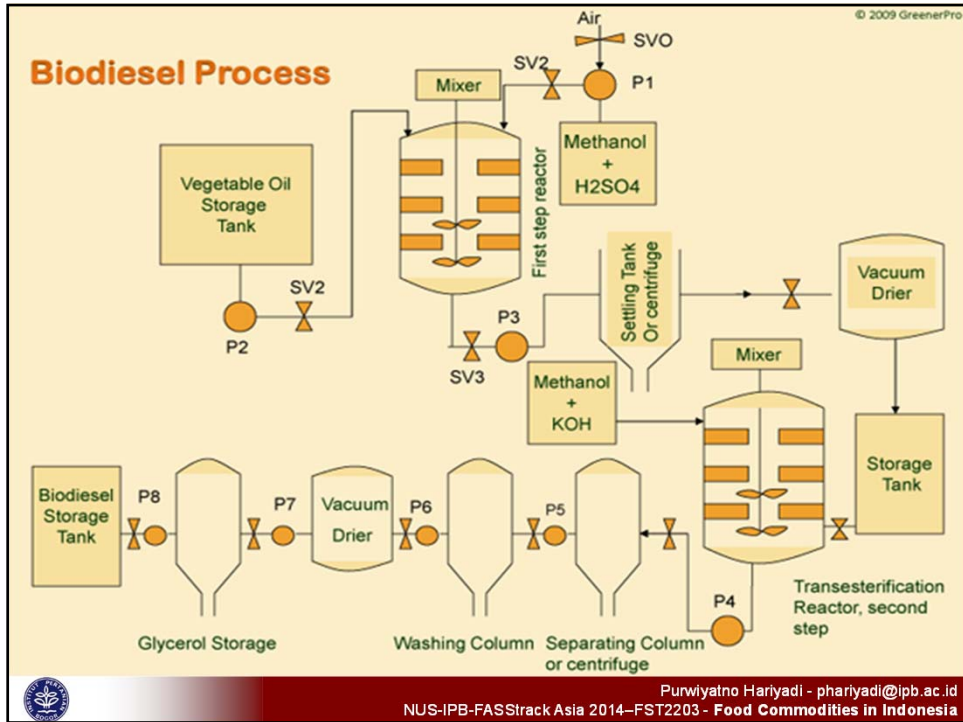 © 2009 GreenerPro
Biodiesel Process
Air
SVO
SV2
P1
Mixer
Methanol
+
H2SO4
Vegetable Oil
Storage
Tank
First step reactor
SV2
P2
P3
SV3
Settling Tank
Or centrifuge
Vacuum
Drier
Mixer
Methanol
+
KOH
Storage
Tank
Biodiesel
Storage
Tank
P8
P7
Vacuum
Drier
P6
P5
P4
Transesterification
Reactor, second
step
Glycerol Storage
Washing Column
Separating Column
or centrifuge
INSTITUT PERTANIAN
BOGOR
Purwiyatno Hariyadi - phariyadi@ipb.ac.id
NUS-IPB-FASStrack Asia 2014–FST2203 - Food Commodities in Indonesia